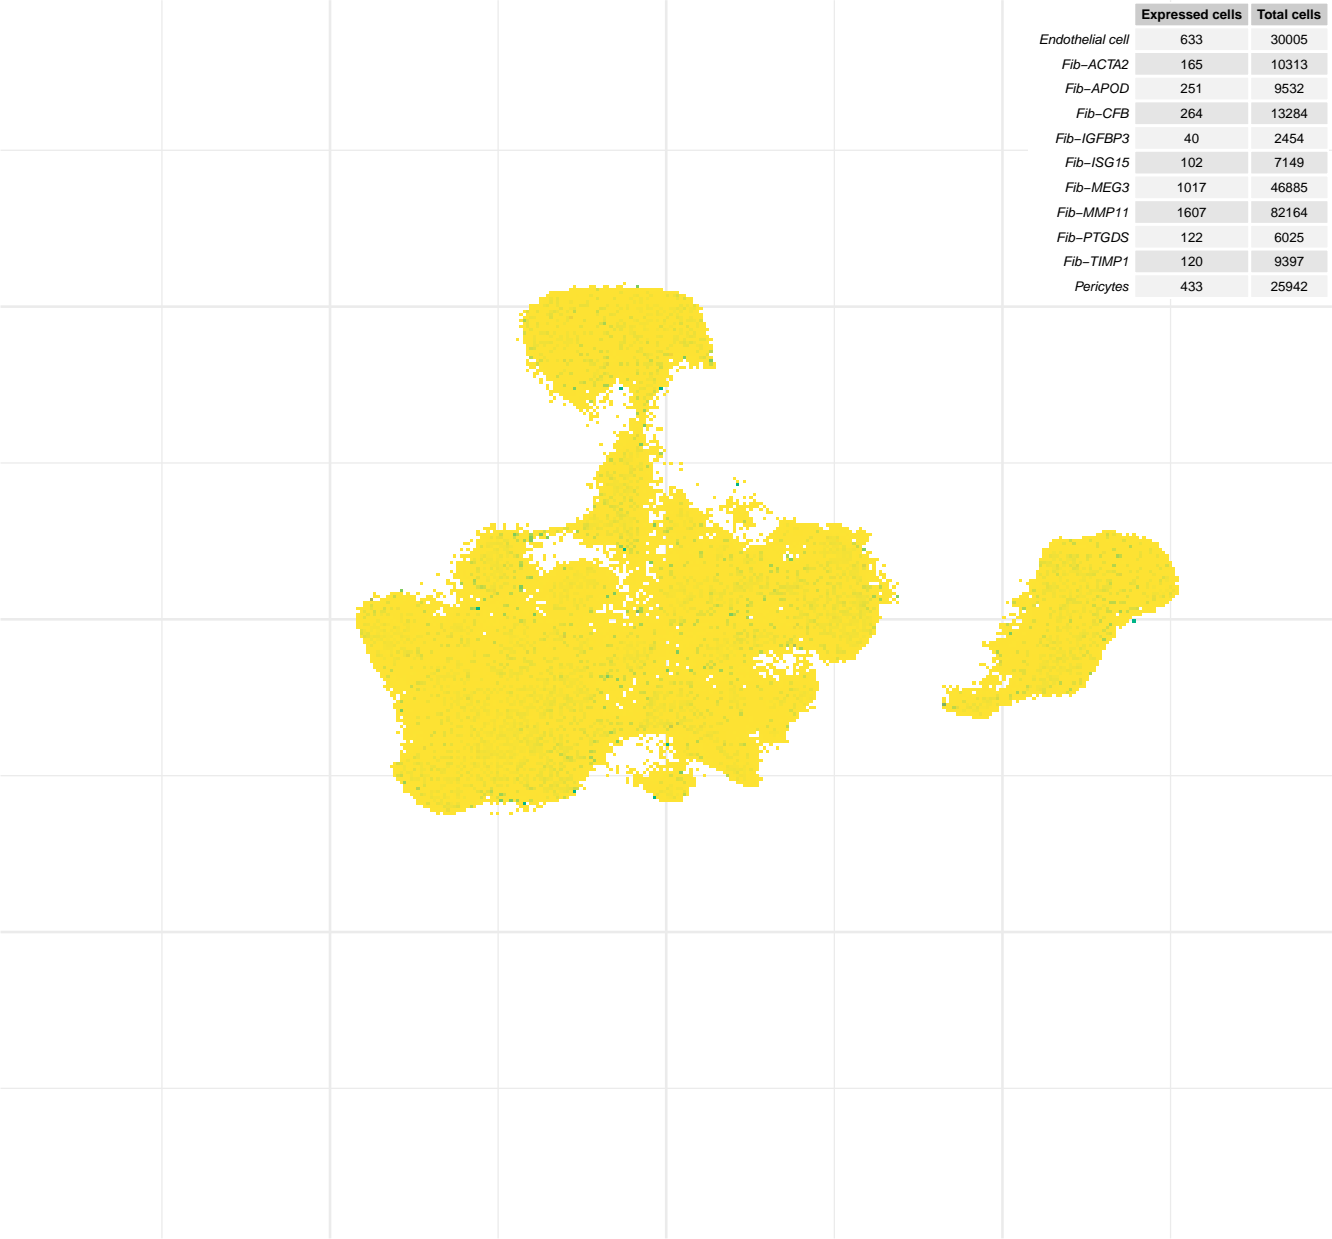 Expressed cells Total cells
Endothelial cell 633 30005
Fib−ACTA2 165 10313
Fib−APOD 251 9532
Fib−CFB 264 13284
Fib−IGFBP3 40 2454
Fib−ISG15 102 7149
Fib−MEG3 1017 46885
Fib−MMP11 1607 82164
Fib−PTGDS 122 6025
Fib−TIMP1 120 9397
Pericytes 433 25942